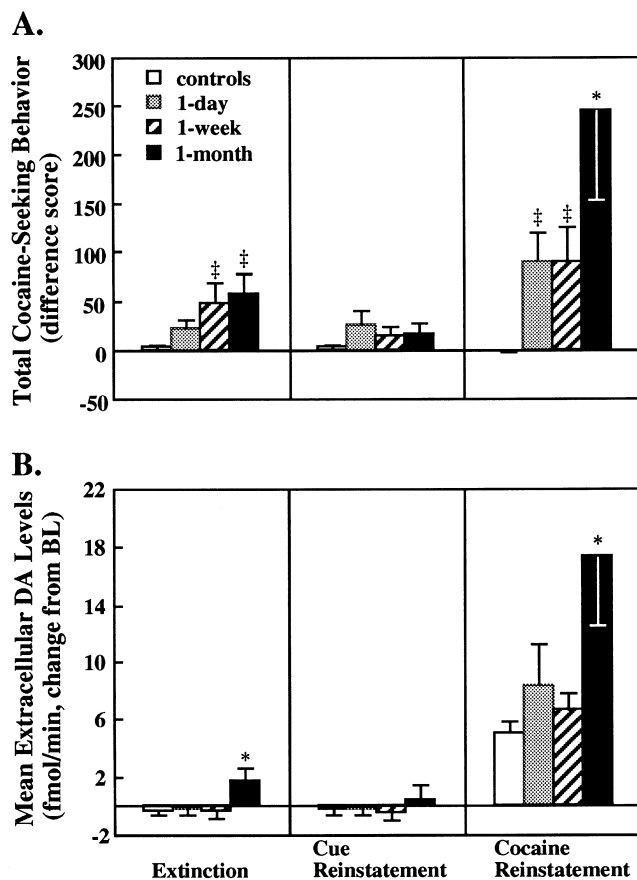 A.
Total Cocaine-Seeking Behavior
(difference score)
300
250
200
150
100
50
0
-50
controls
1-day
1-week
1-month
‡
‡
‡
‡
*
B.
Mean Extracellular DA Levels
(fmol/min, change from BL)
22
18
14
10
6
2
-2
*
*
Extinction
Cue
Reinstatement
Cocaine
Reinstatement